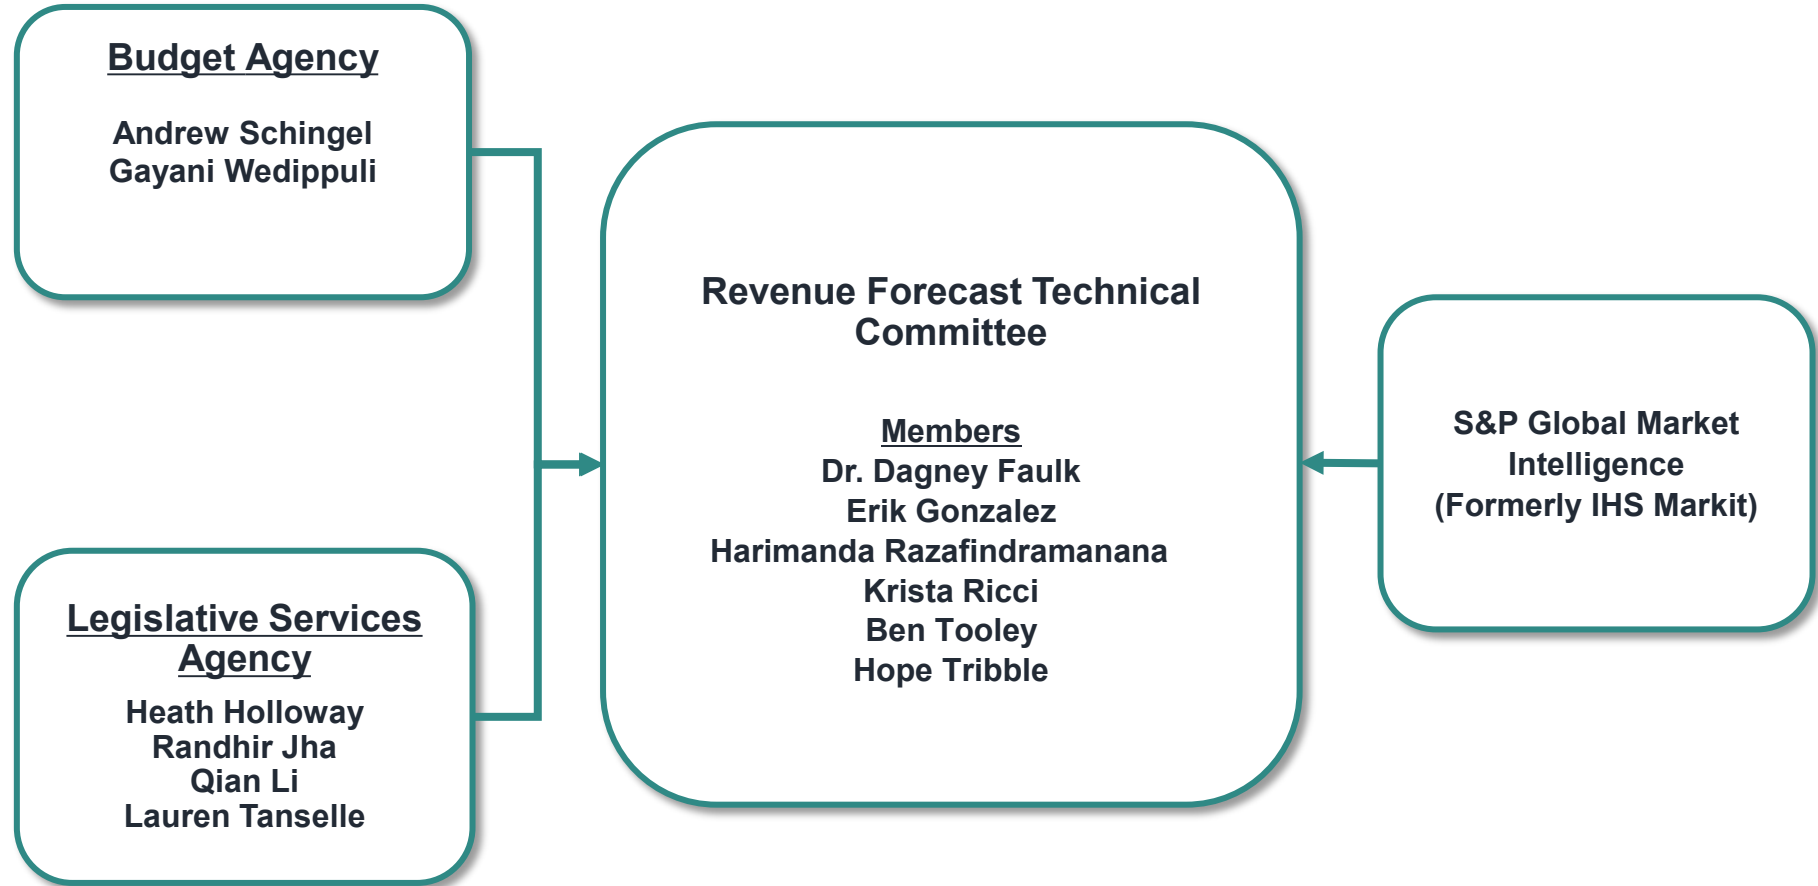 Budget Agency
Andrew Schingel
Gayani Wedippuli
Legislative Services
Agency
Heath Holloway
Randhir Jha
Qian Li
Lauren Tanselle
Revenue Forecast Technical
Committee
Members
Dr. Dagney Faulk
Erik Gonzalez
Harimanda Razafindramanana
Krista Ricci
Ben Tooley
Hope Tribble
S&P Global Market
Intelligence
(Formerly IHS Markit)